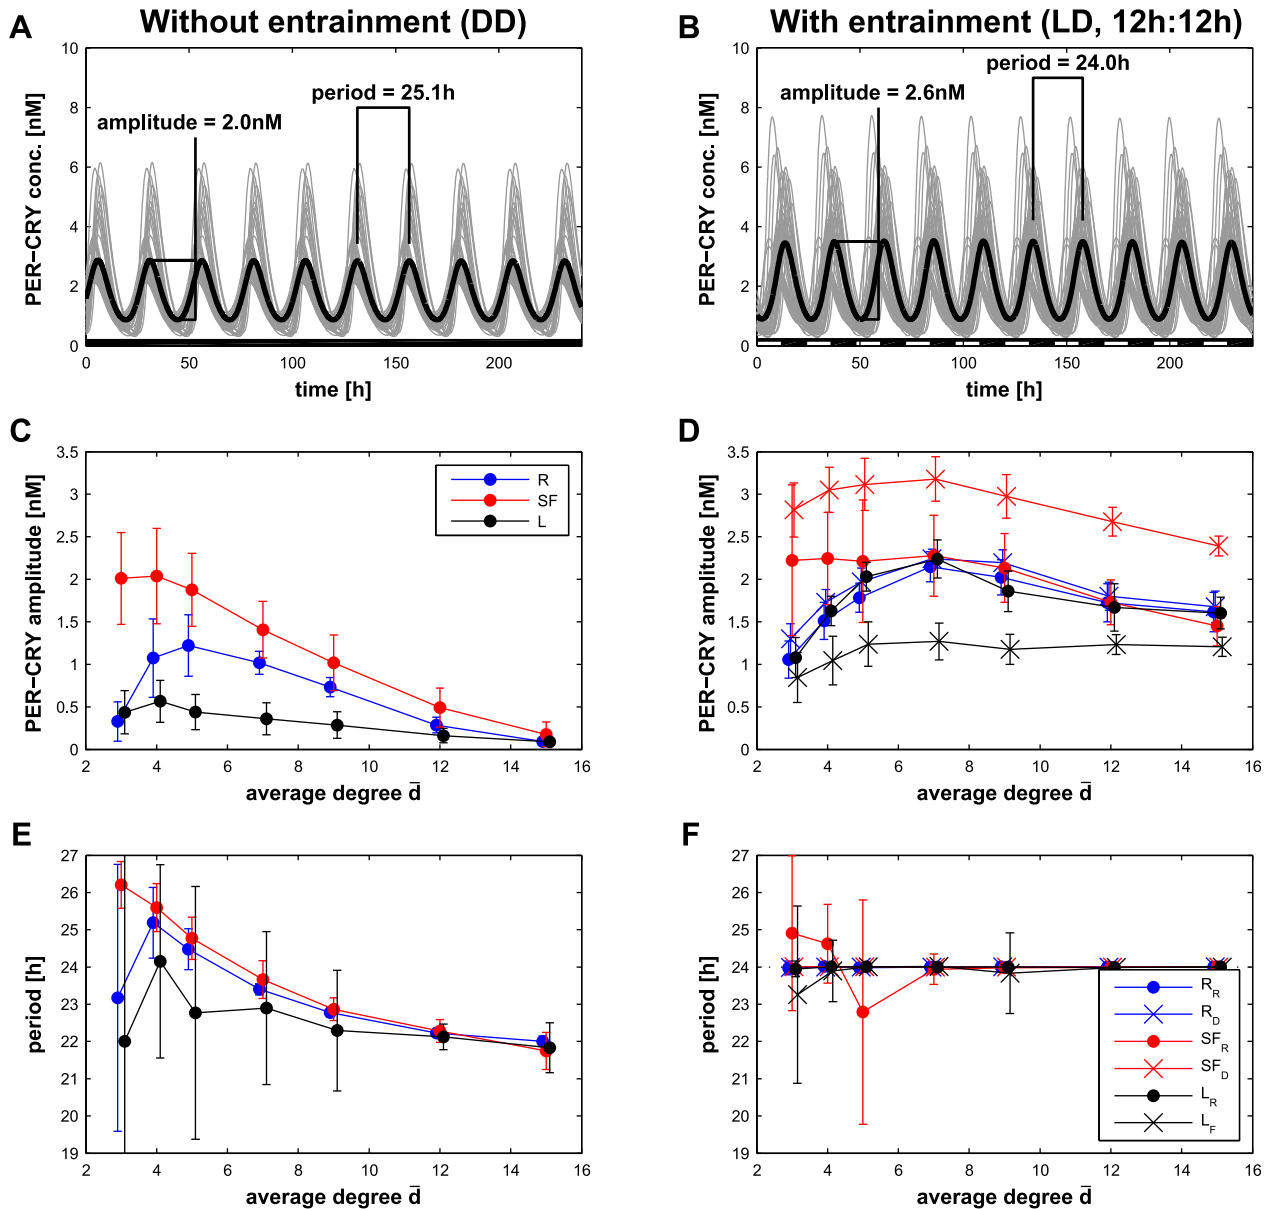 A
Without entrainment (DD)
10
8
6
4
2
0
PER−CRY conc. [nM]
amplitude = 2.0nM
period = 25.1h
0 50 100 150 200
time [h]
B
With entrainment (LD, 12h:12h)
10
8
6
4
2
0
PER−CRY conc. [nM]
amplitude = 2.6nM
period = 24.0h
0 50 100 150 200
time [h]
C
3.5
3
2.5
2
1.5
1
0.5
0
PER−CRY amplitude [nM]
R
SF
L
2 4 6 8 10 12 14 16
average degree d̄
D
3.5
3
2.5
2
1.5
1
0.5
0
PER−CRY amplitude [nM]
2 4 6 8 10 12 14 16
average degree d̄
E
27
26
25
24
23
22
21
20
19
period [h]
2 4 6 8 10 12 14 16
average degree d̄
F
27
26
25
24
23
22
21
20
19
period [h]
R_R
R_D
SF_R
SF_D
L_R
L_F
2 4 6 8 10 12 14 16
average degree d̄